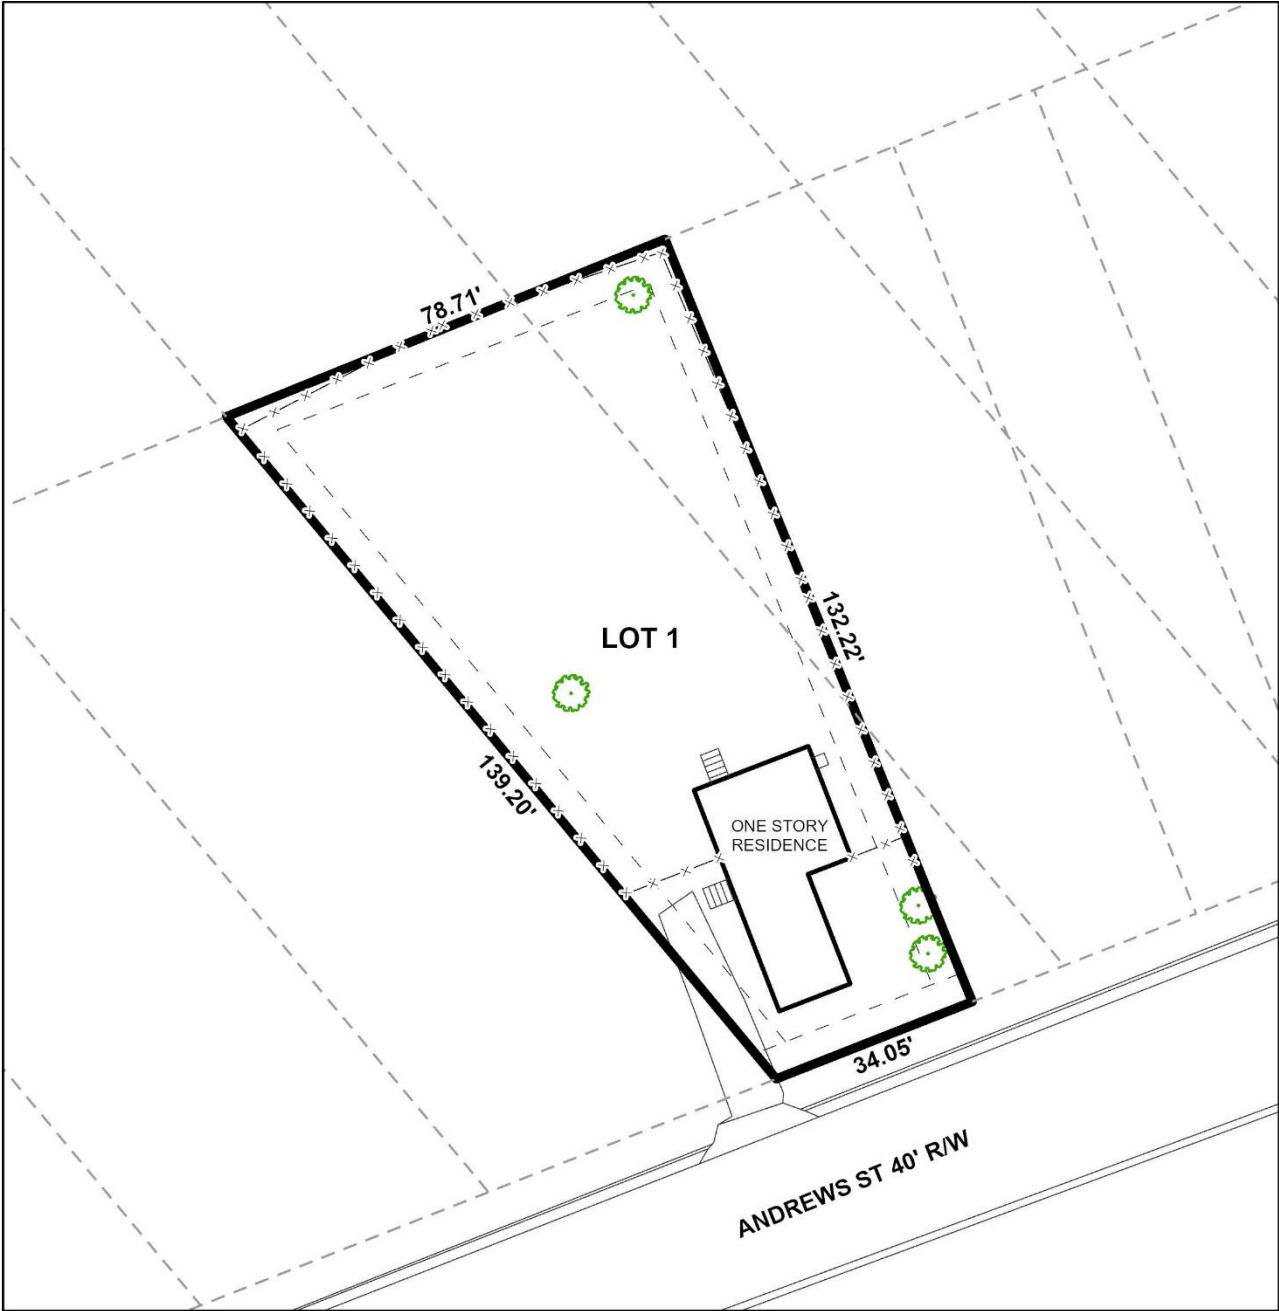 78.71'
132.22'
LOT 1
139.20'
ONE STORY
RESIDENCE
34.05'
ANDREWS ST 40' R/W